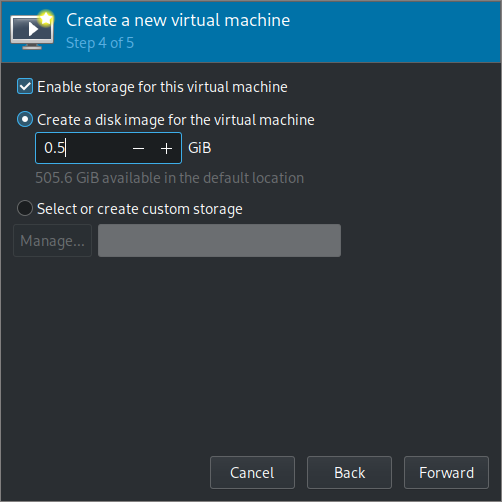 Create a new virtual machine
Step 4 of 5
Enable storage for this virtual machine
Create a disk image for the virtual machine
0.5 − + GiB
505.6 GiB available in the default location
Select or create custom storage
Manage...
Cancel Back Forward